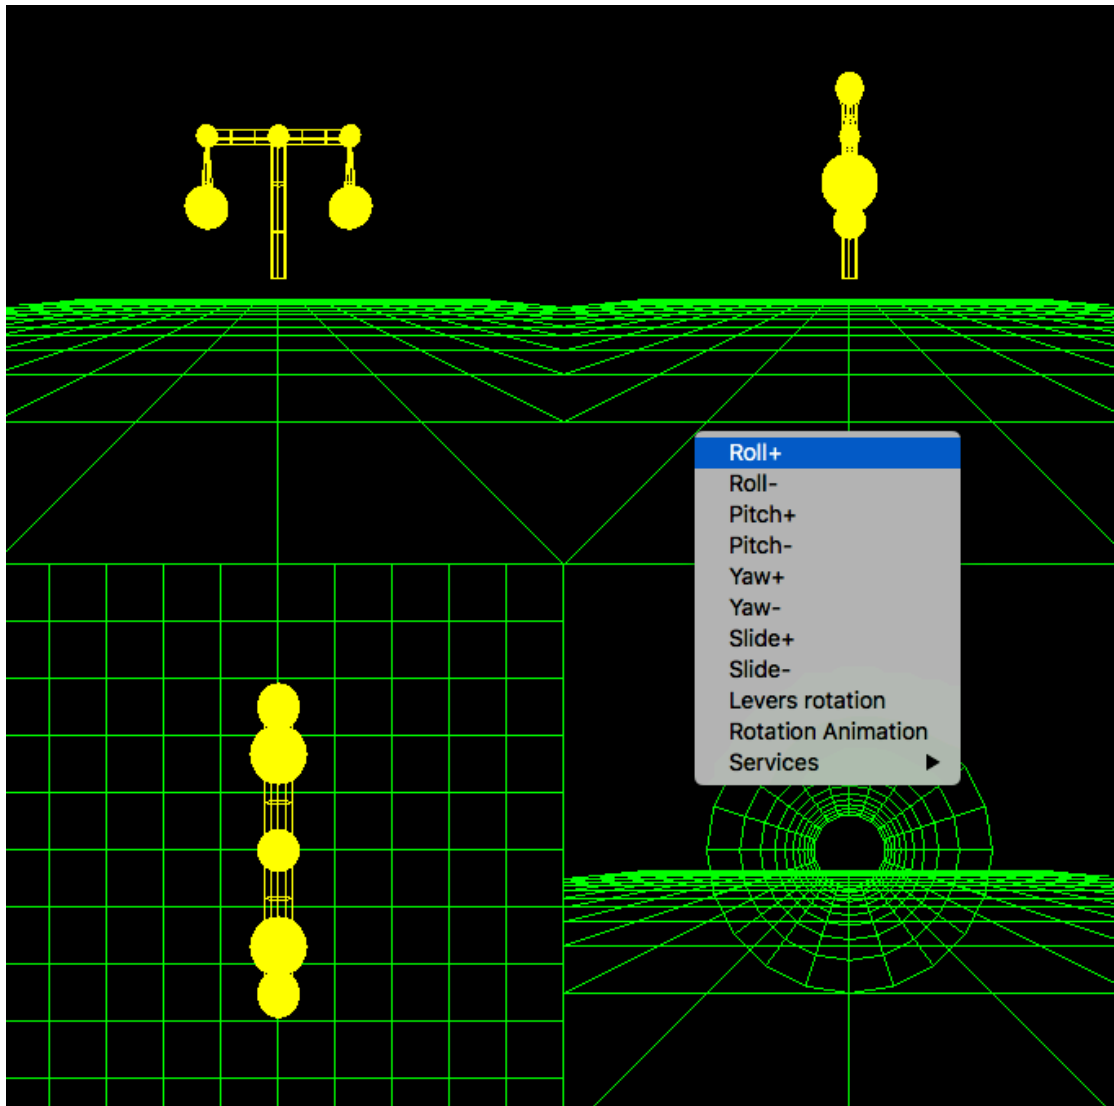 Roll+
Roll-
Pitch+
Pitch-
Yaw+
Yaw-
Slide+
Slide-
Levers rotation
Rotation Animation
Services